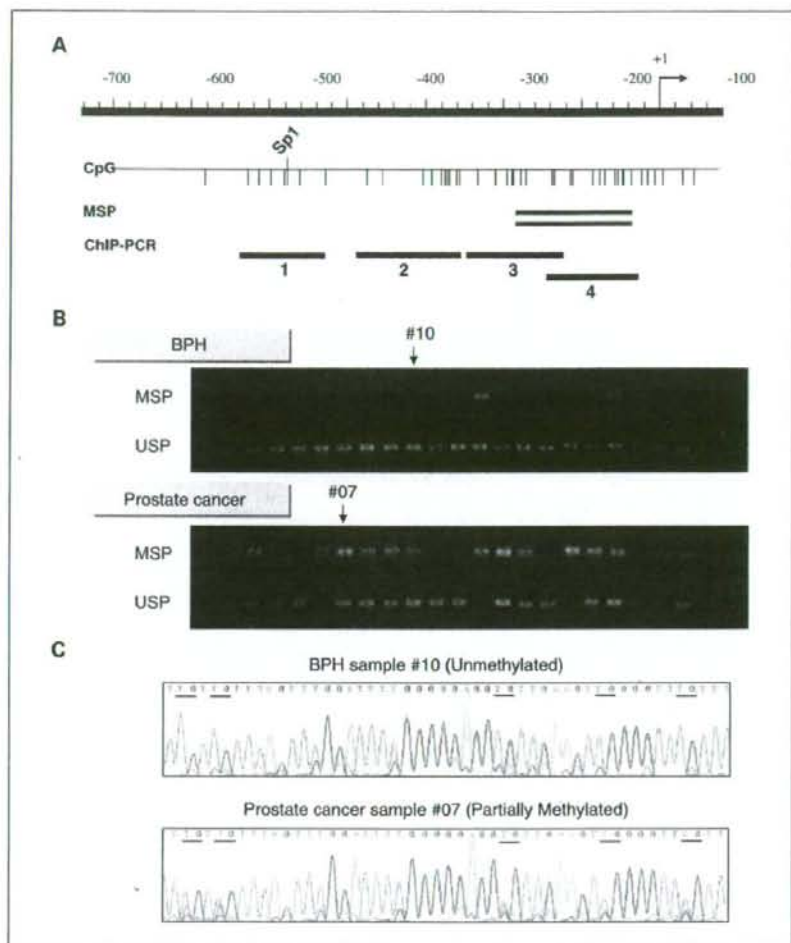 A
+1
-700 -600 -500 -400 -300 -200 -100
Sp1
CpG
MSP
ChIP-PCR
1 2 3
4
B
#10
BPH
MSP
USP
#07
Prostate cancer
MSP
USP
C
BPH sample #10 (Unmethylated)
Prostate cancer sample #07 (Partially Methylated)